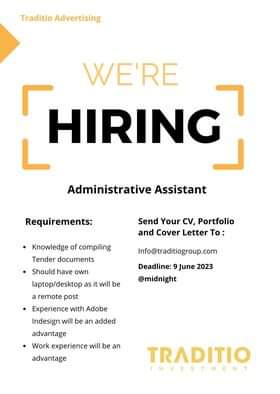 Traditio Advertising
WE'RE
HIRING
Administrative Assistant
Requirements:
• Knowledge of compiling
Tender documents
• Should have own
laptop/desktop as it will be
a remote post
• Experience with Adobe
Indesign will be an added
advantage
• Work experience will be an
advantage
Send Your CV, Portfolio
and Cover Letter To :
Info@traditiogroup.com
Deadline: 9 June 2023
@midnight
TRADITIO
INVESTMENT